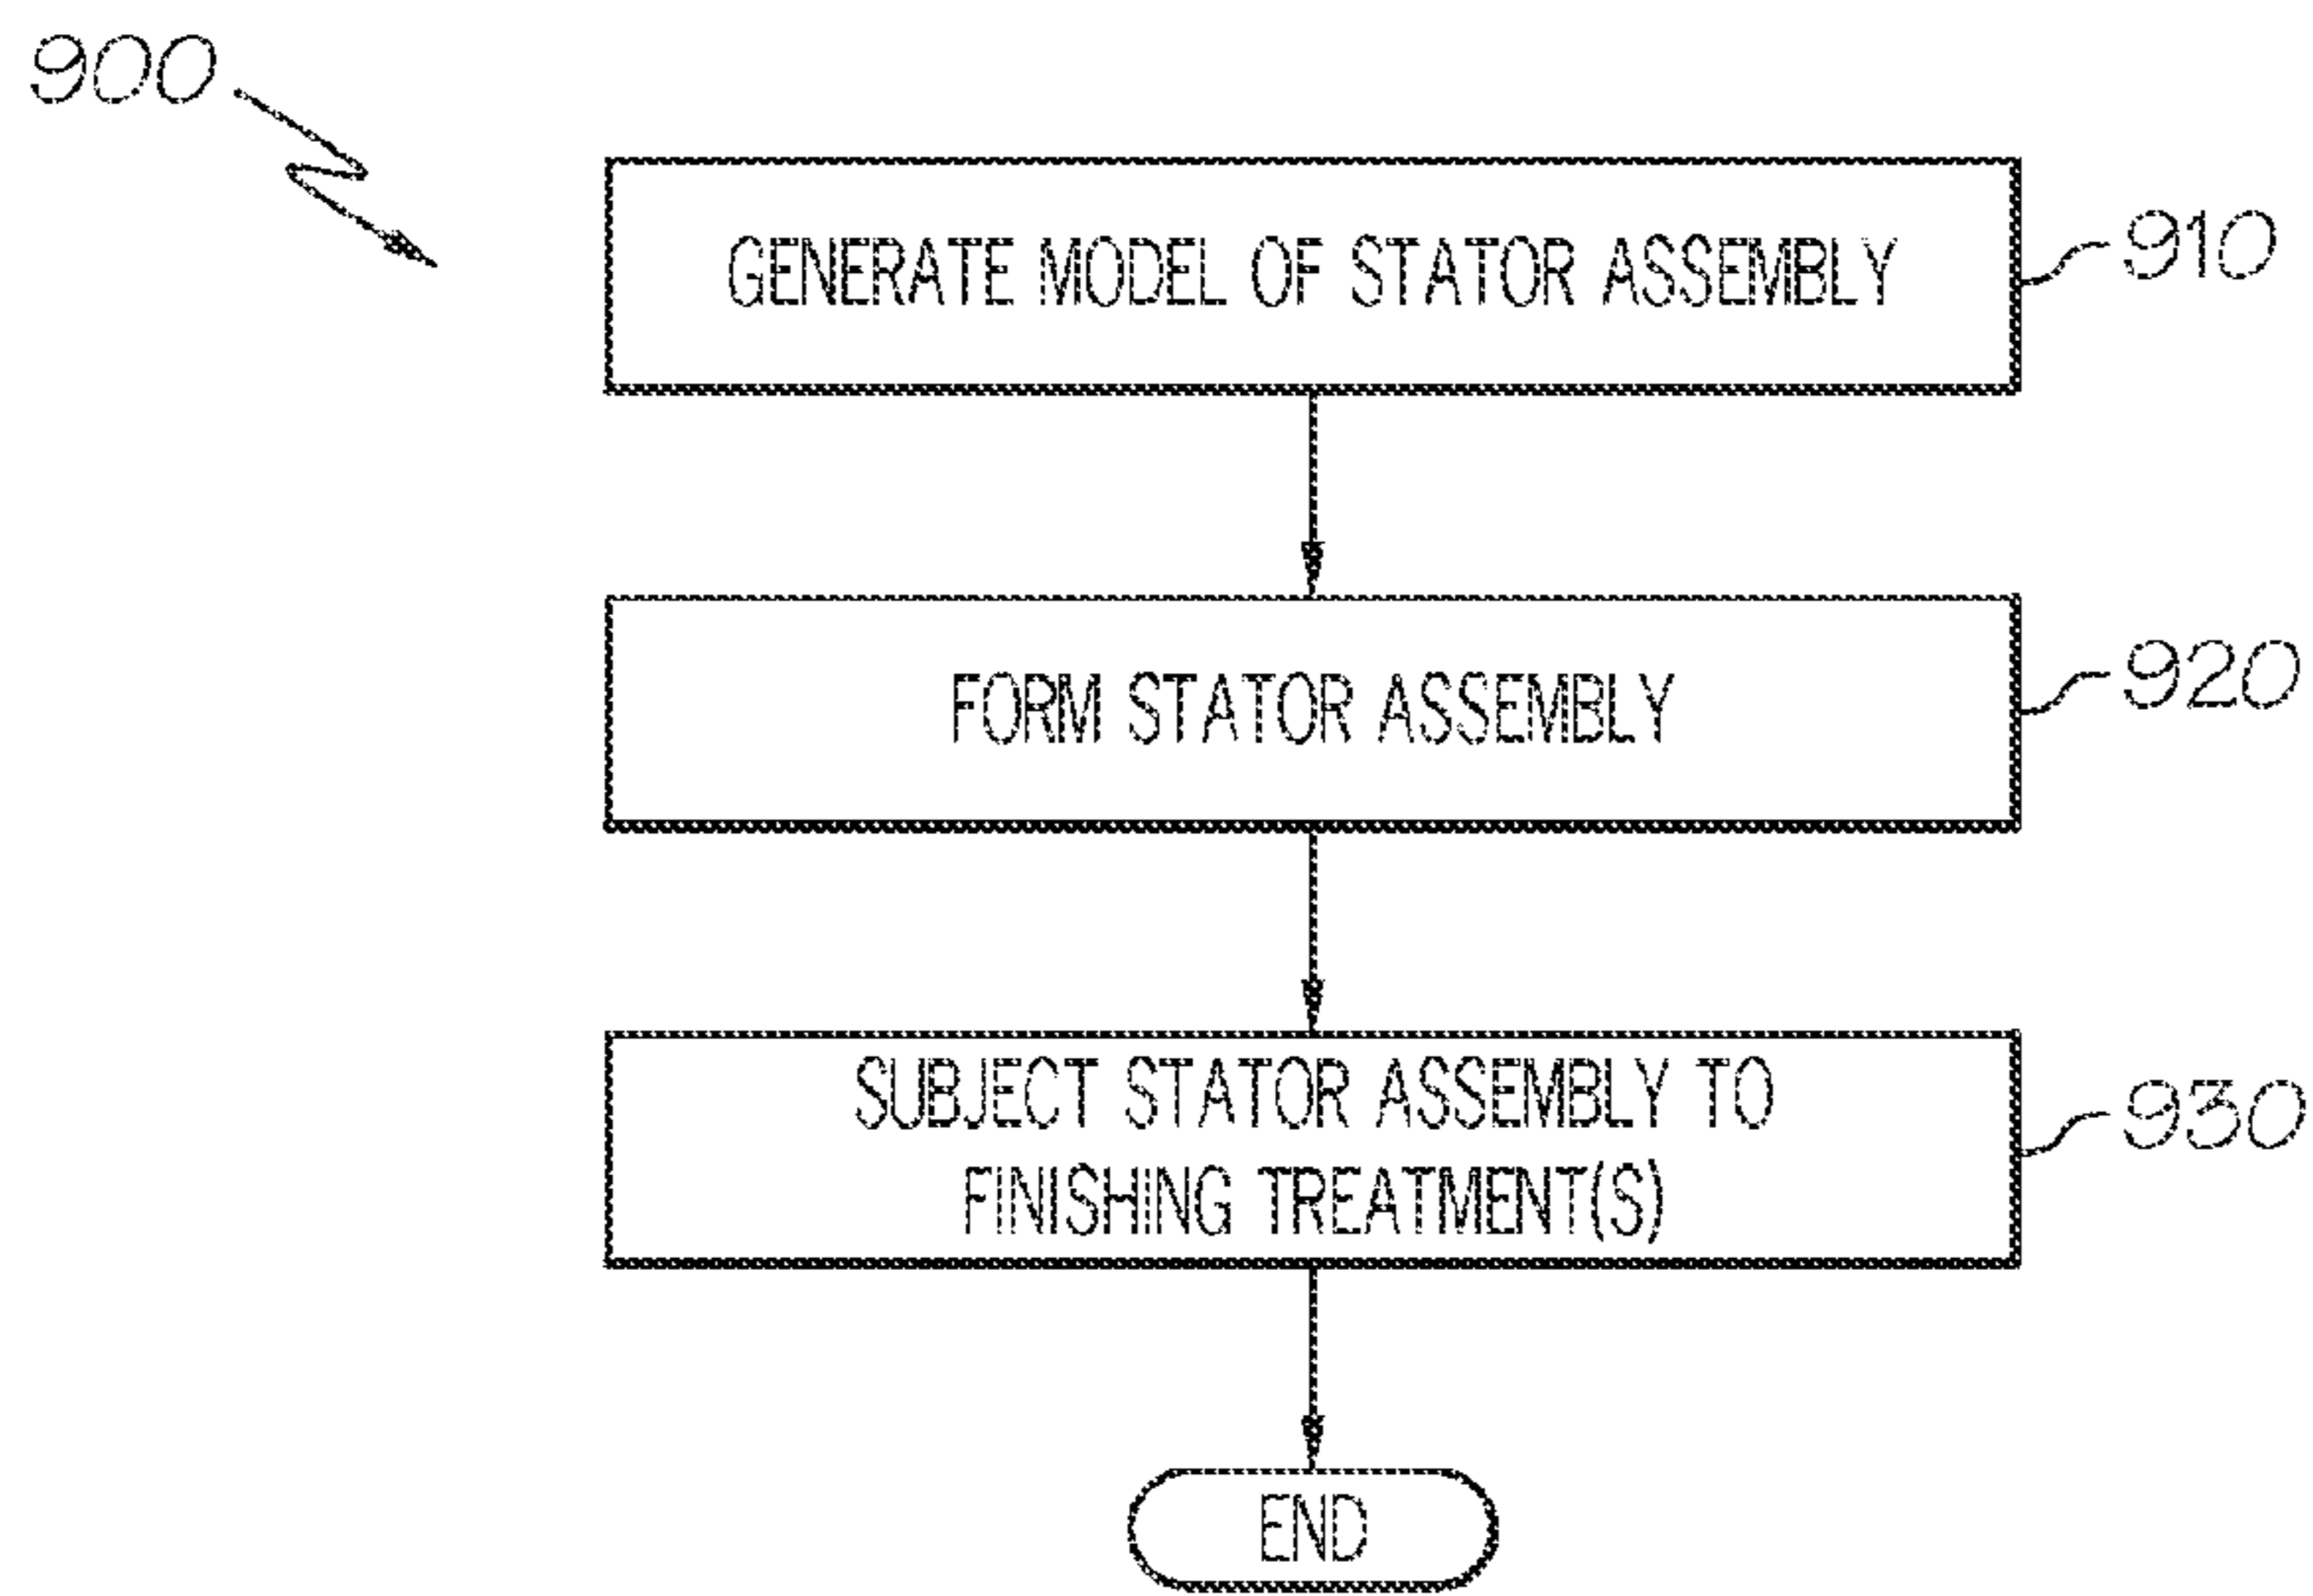 900
GENERATE MODEL OF STATOR ASSEMBLY
910
FORM STATOR ASSEMBLY
920
SUBJECT STATOR ASSEMBLY TO
FINISHING TREATMENT(S)
930
END